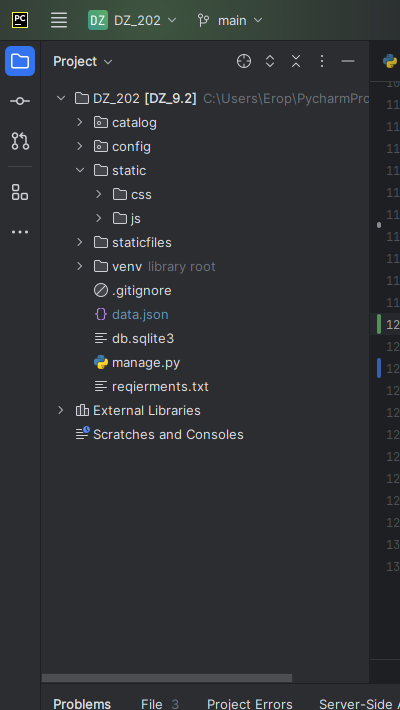 PC DZ DZ_202 main
Project
DZ_202 [DZ_9.2] C:\Users\Erop\PycharmPro
catalog
config
static
css
js
staticfiles
venv library root
.gitignore
data.json
db.sqlite3
manage.py
reqierments.txt
External Libraries
Scratches and Consoles
10
11
11
11
11
11
11
11
11
11
11
12
12
12
12
12
12
12
12
12
12
13
13
Problems File 3 Project Errors Server-Side A